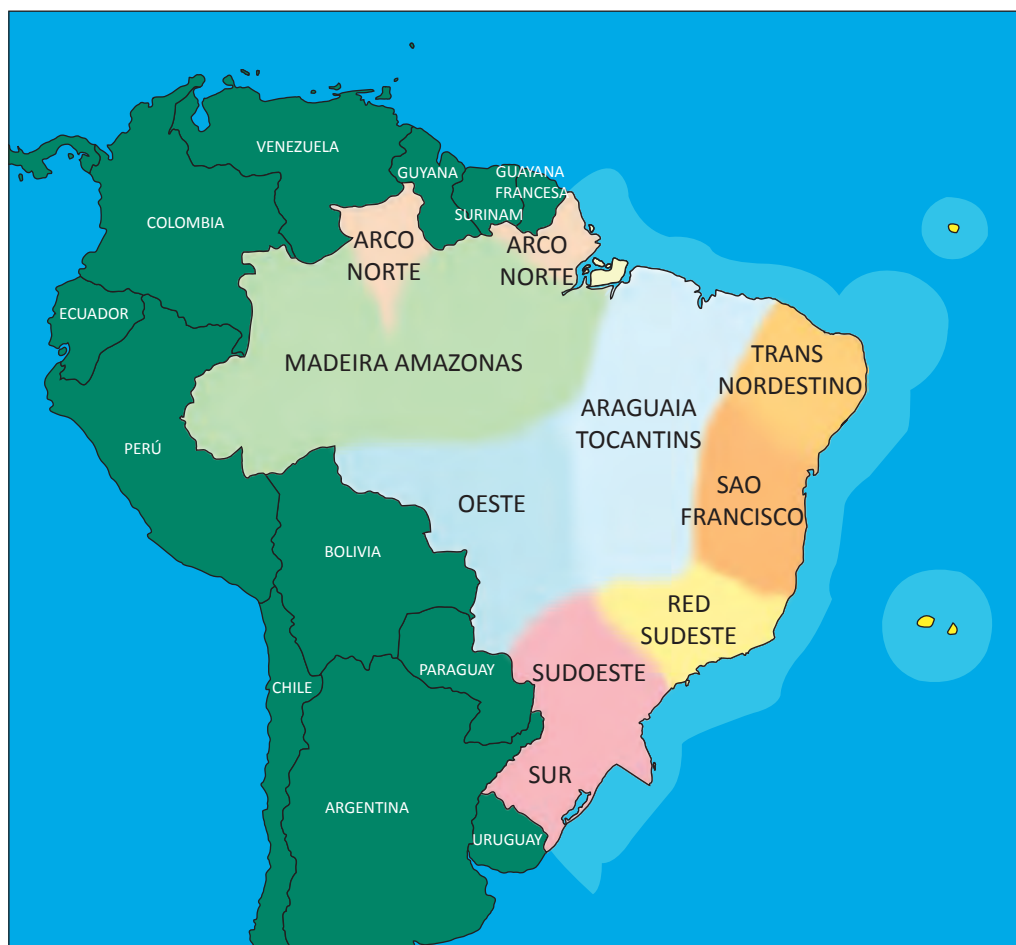 VENEZUELA
GUYANA
GUAYANA
FRANCESA
SURINAM
COLOMBIA
ARCO
NORTE
ARCO
NORTE
ECUADOR
MADEIRA AMAZONAS
TRANS
NORDESTINO
ARAGUAIA
TOCANTINS
PERÚ
SAO
FRANCISCO
OESTE
BOLIVIA
RED
SUDESTE
PARAGUAY
SUDOESTE
CHILE
SUR
ARGENTINA
URUGUAY